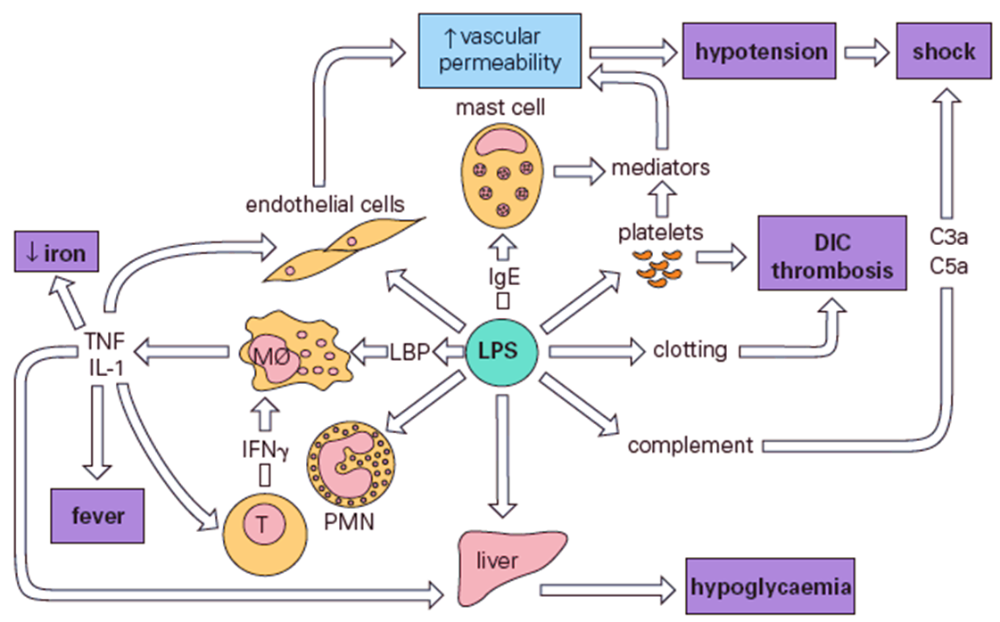 ↑ vascular
permeability
hypotension
shock
mast cell
mediators
endothelial cells
platelets
↓ iron
DIC
thrombosis
C3a
C5a
IgE
TNF
IL-1
MØ
LBP
LPS
clotting
IFNγ
complement
fever
T
PMN
liver
hypoglycaemia